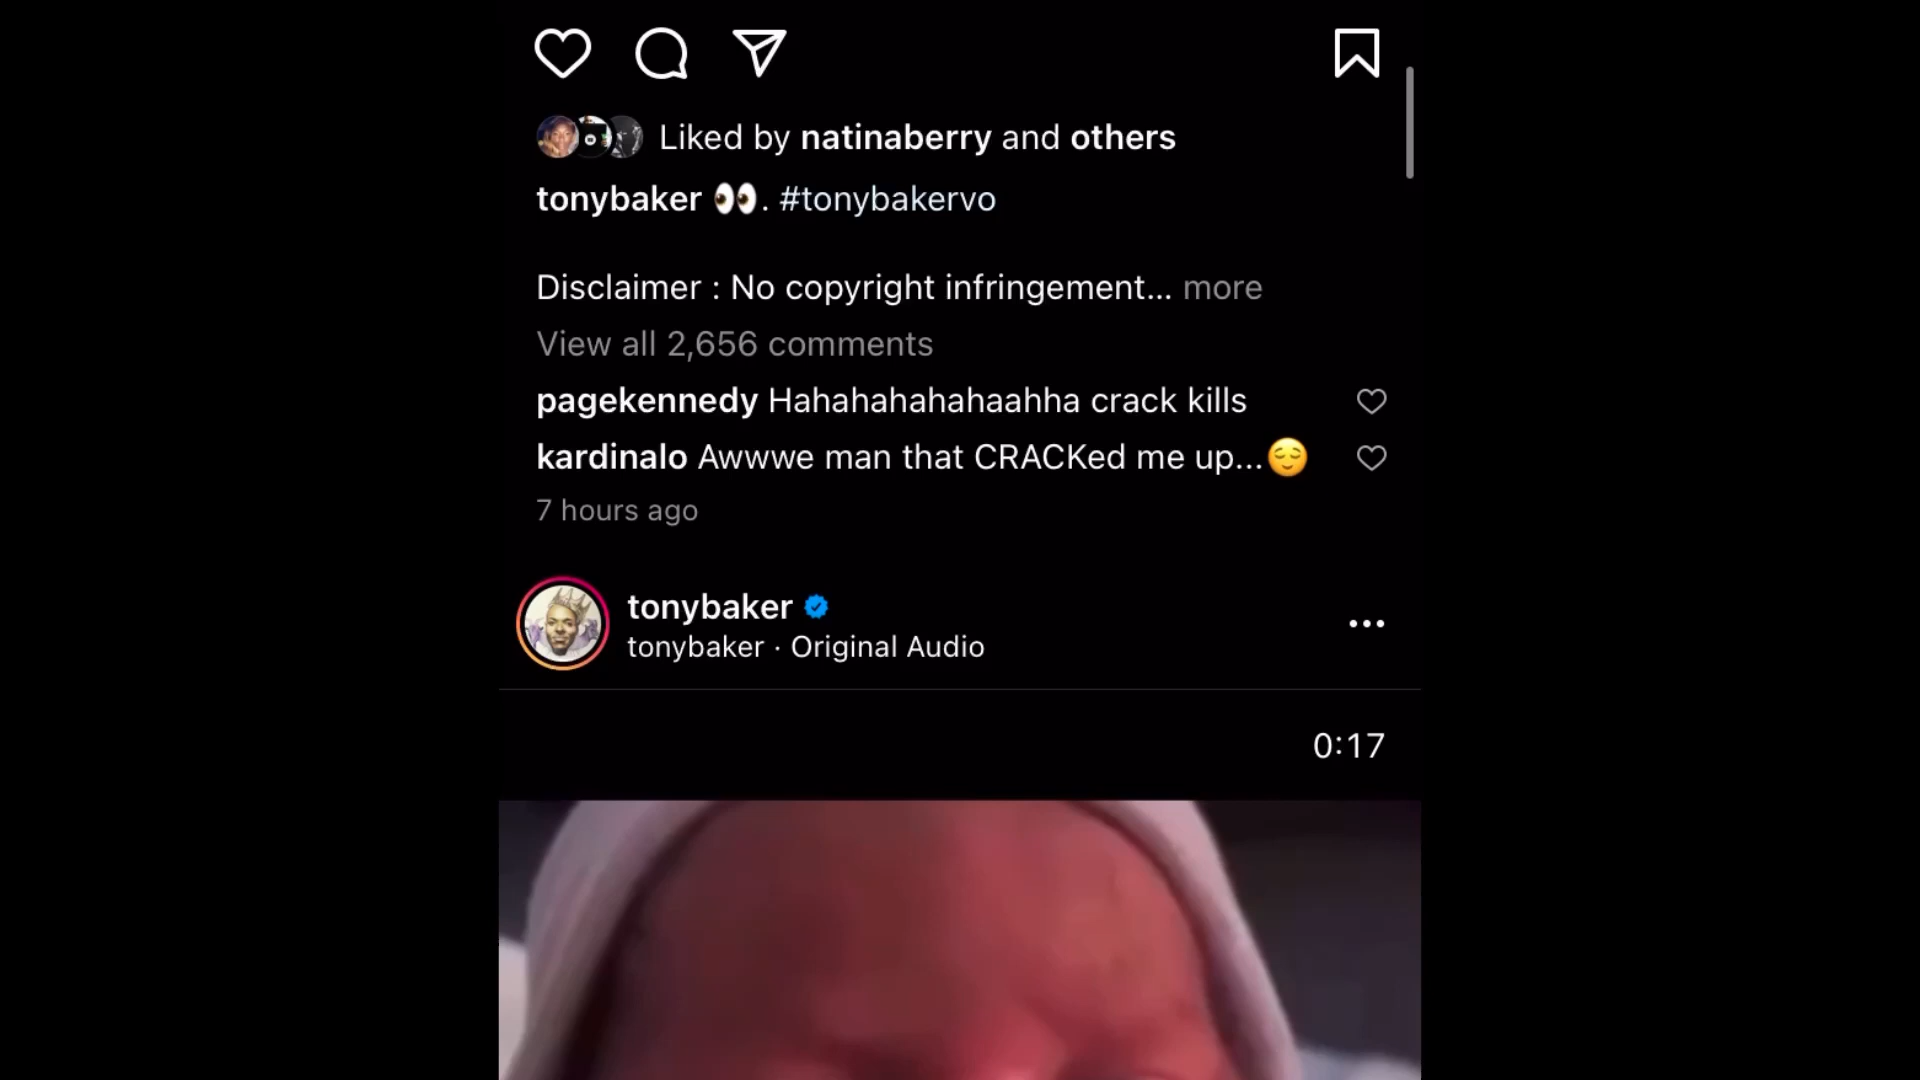 Liked by natinaberry and others
tonybaker 👀. #tonybakervo
Disclaimer : No copyright infringement... more
View all 2,656 comments
pagekennedy Hahahahahahaahha crack kills
kardinalo Awwwe man that CRACKed me up...😌
7 hours ago
tonybaker
tonybaker · Original Audio
0:17